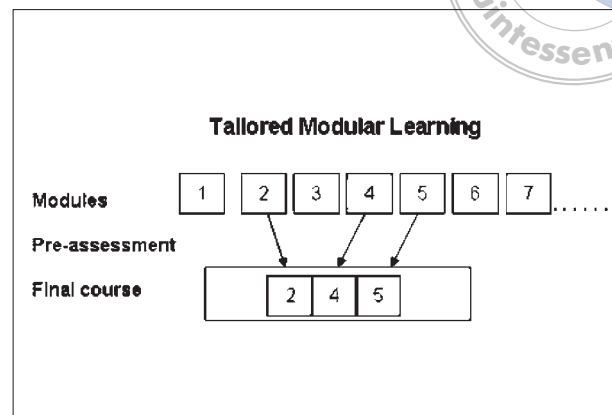 Tailored Modular Learning
Modules 1 2 3 4 5 6 7 ......
Pre-assessment
Final course 2 4 5